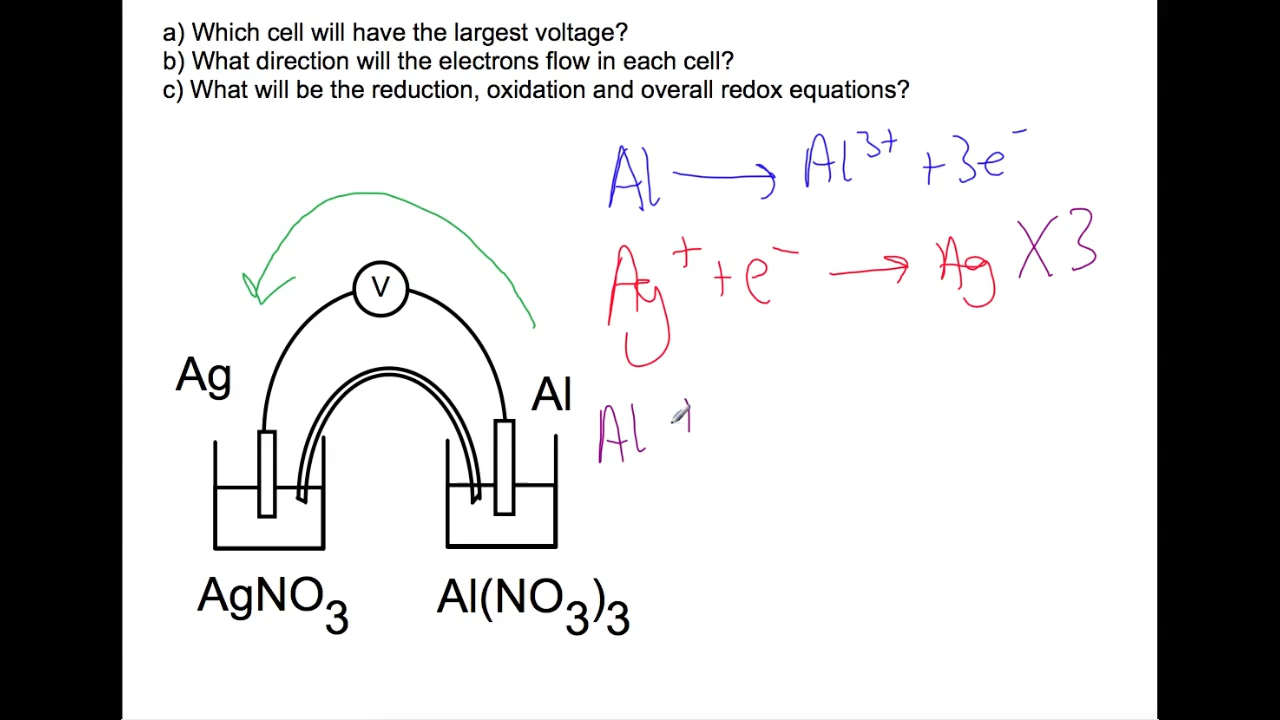 a) Which cell will have the largest voltage?
b) What direction will the electrons flow in each cell?
c) What will be the reduction, oxidation and overall redox equations?
Al → Al³⁺ + 3e⁻
Ag⁺ + e⁻ → Ag X3
V
Ag
Al
Al +
AgNO₃
Al(NO₃)₃